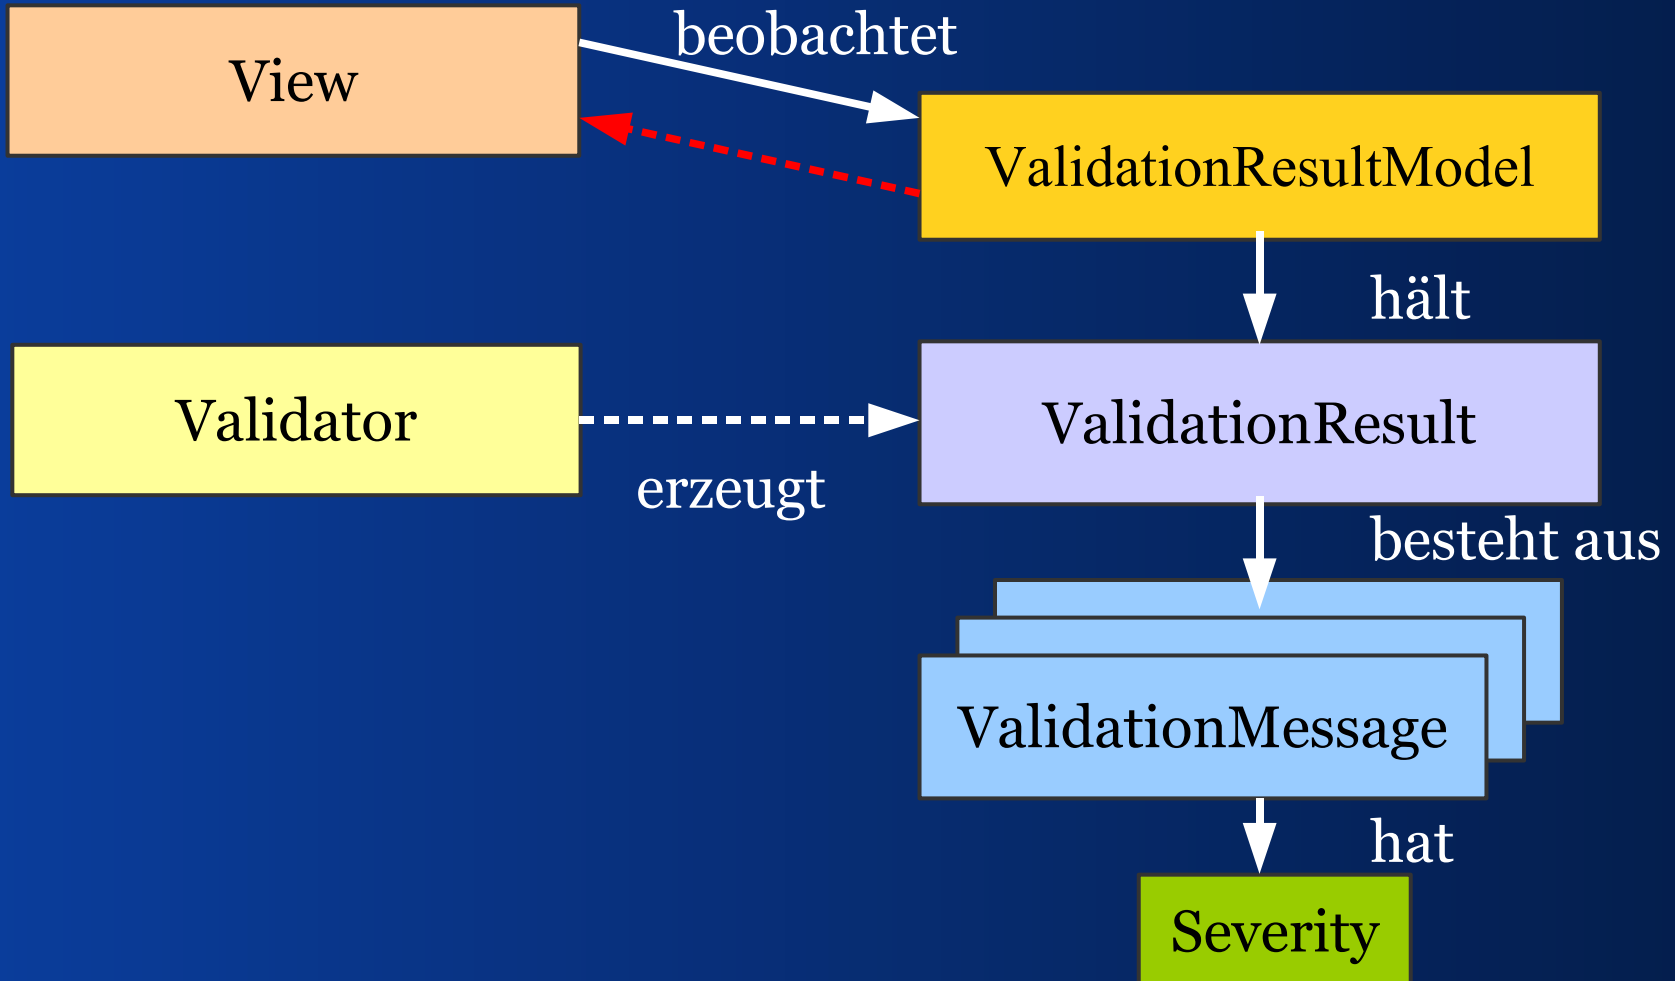 View
beobachtet
ValidationResultModel
hält
Validator
erzeugt
ValidationResult
besteht aus
ValidationMessage
hat
Severity